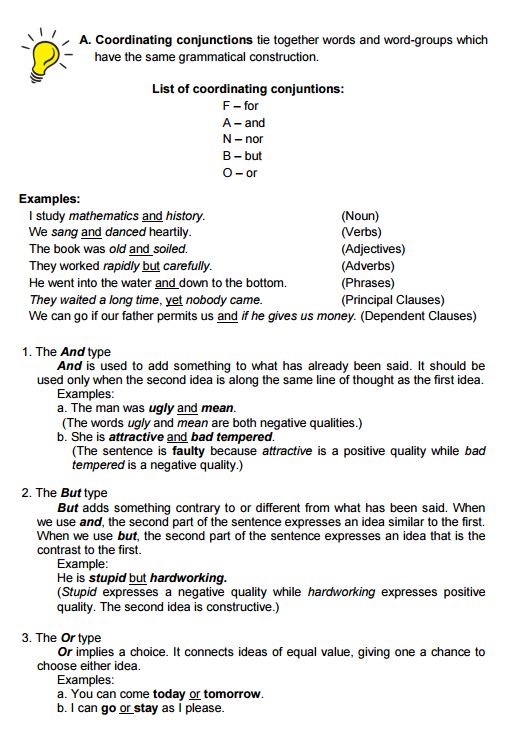 A. Coordinating conjunctions tie together words and word-groups which
have the same grammatical construction.
List of coordinating conjuntions:
F – for
A – and
N – nor
B – but
O – or
Examples:
I study mathematics and history. (Noun)
We sang and danced heartily. (Verbs)
The book was old and soiled. (Adjectives)
They worked rapidly but carefully. (Adverbs)
He went into the water and down to the bottom. (Phrases)
They waited a long time, yet nobody came. (Principal Clauses)
We can go if our father permits us and if he gives us money. (Dependent Clauses)
1. The And type
And is used to add something to what has already been said. It should be
used only when the second idea is along the same line of thought as the first idea.
Examples:
a. The man was ugly and mean.
(The words ugly and mean are both negative qualities.)
b. She is attractive and bad tempered.
(The sentence is faulty because attractive is a positive quality while bad
tempered is a negative quality.)
2. The But type
But adds something contrary to or different from what has been said. When
we use and, the second part of the sentence expresses an idea similar to the first.
When we use but, the second part of the sentence expresses an idea that is the
contrast to the first.
Example:
He is stupid but hardworking.
(Stupid expresses a negative quality while hardworking expresses positive
quality. The second idea is constructive.)
3. The Or type
Or implies a choice. It connects ideas of equal value, giving one a chance to
choose either idea.
Examples:
a. You can come today or tomorrow.
b. I can go or stay as I please.